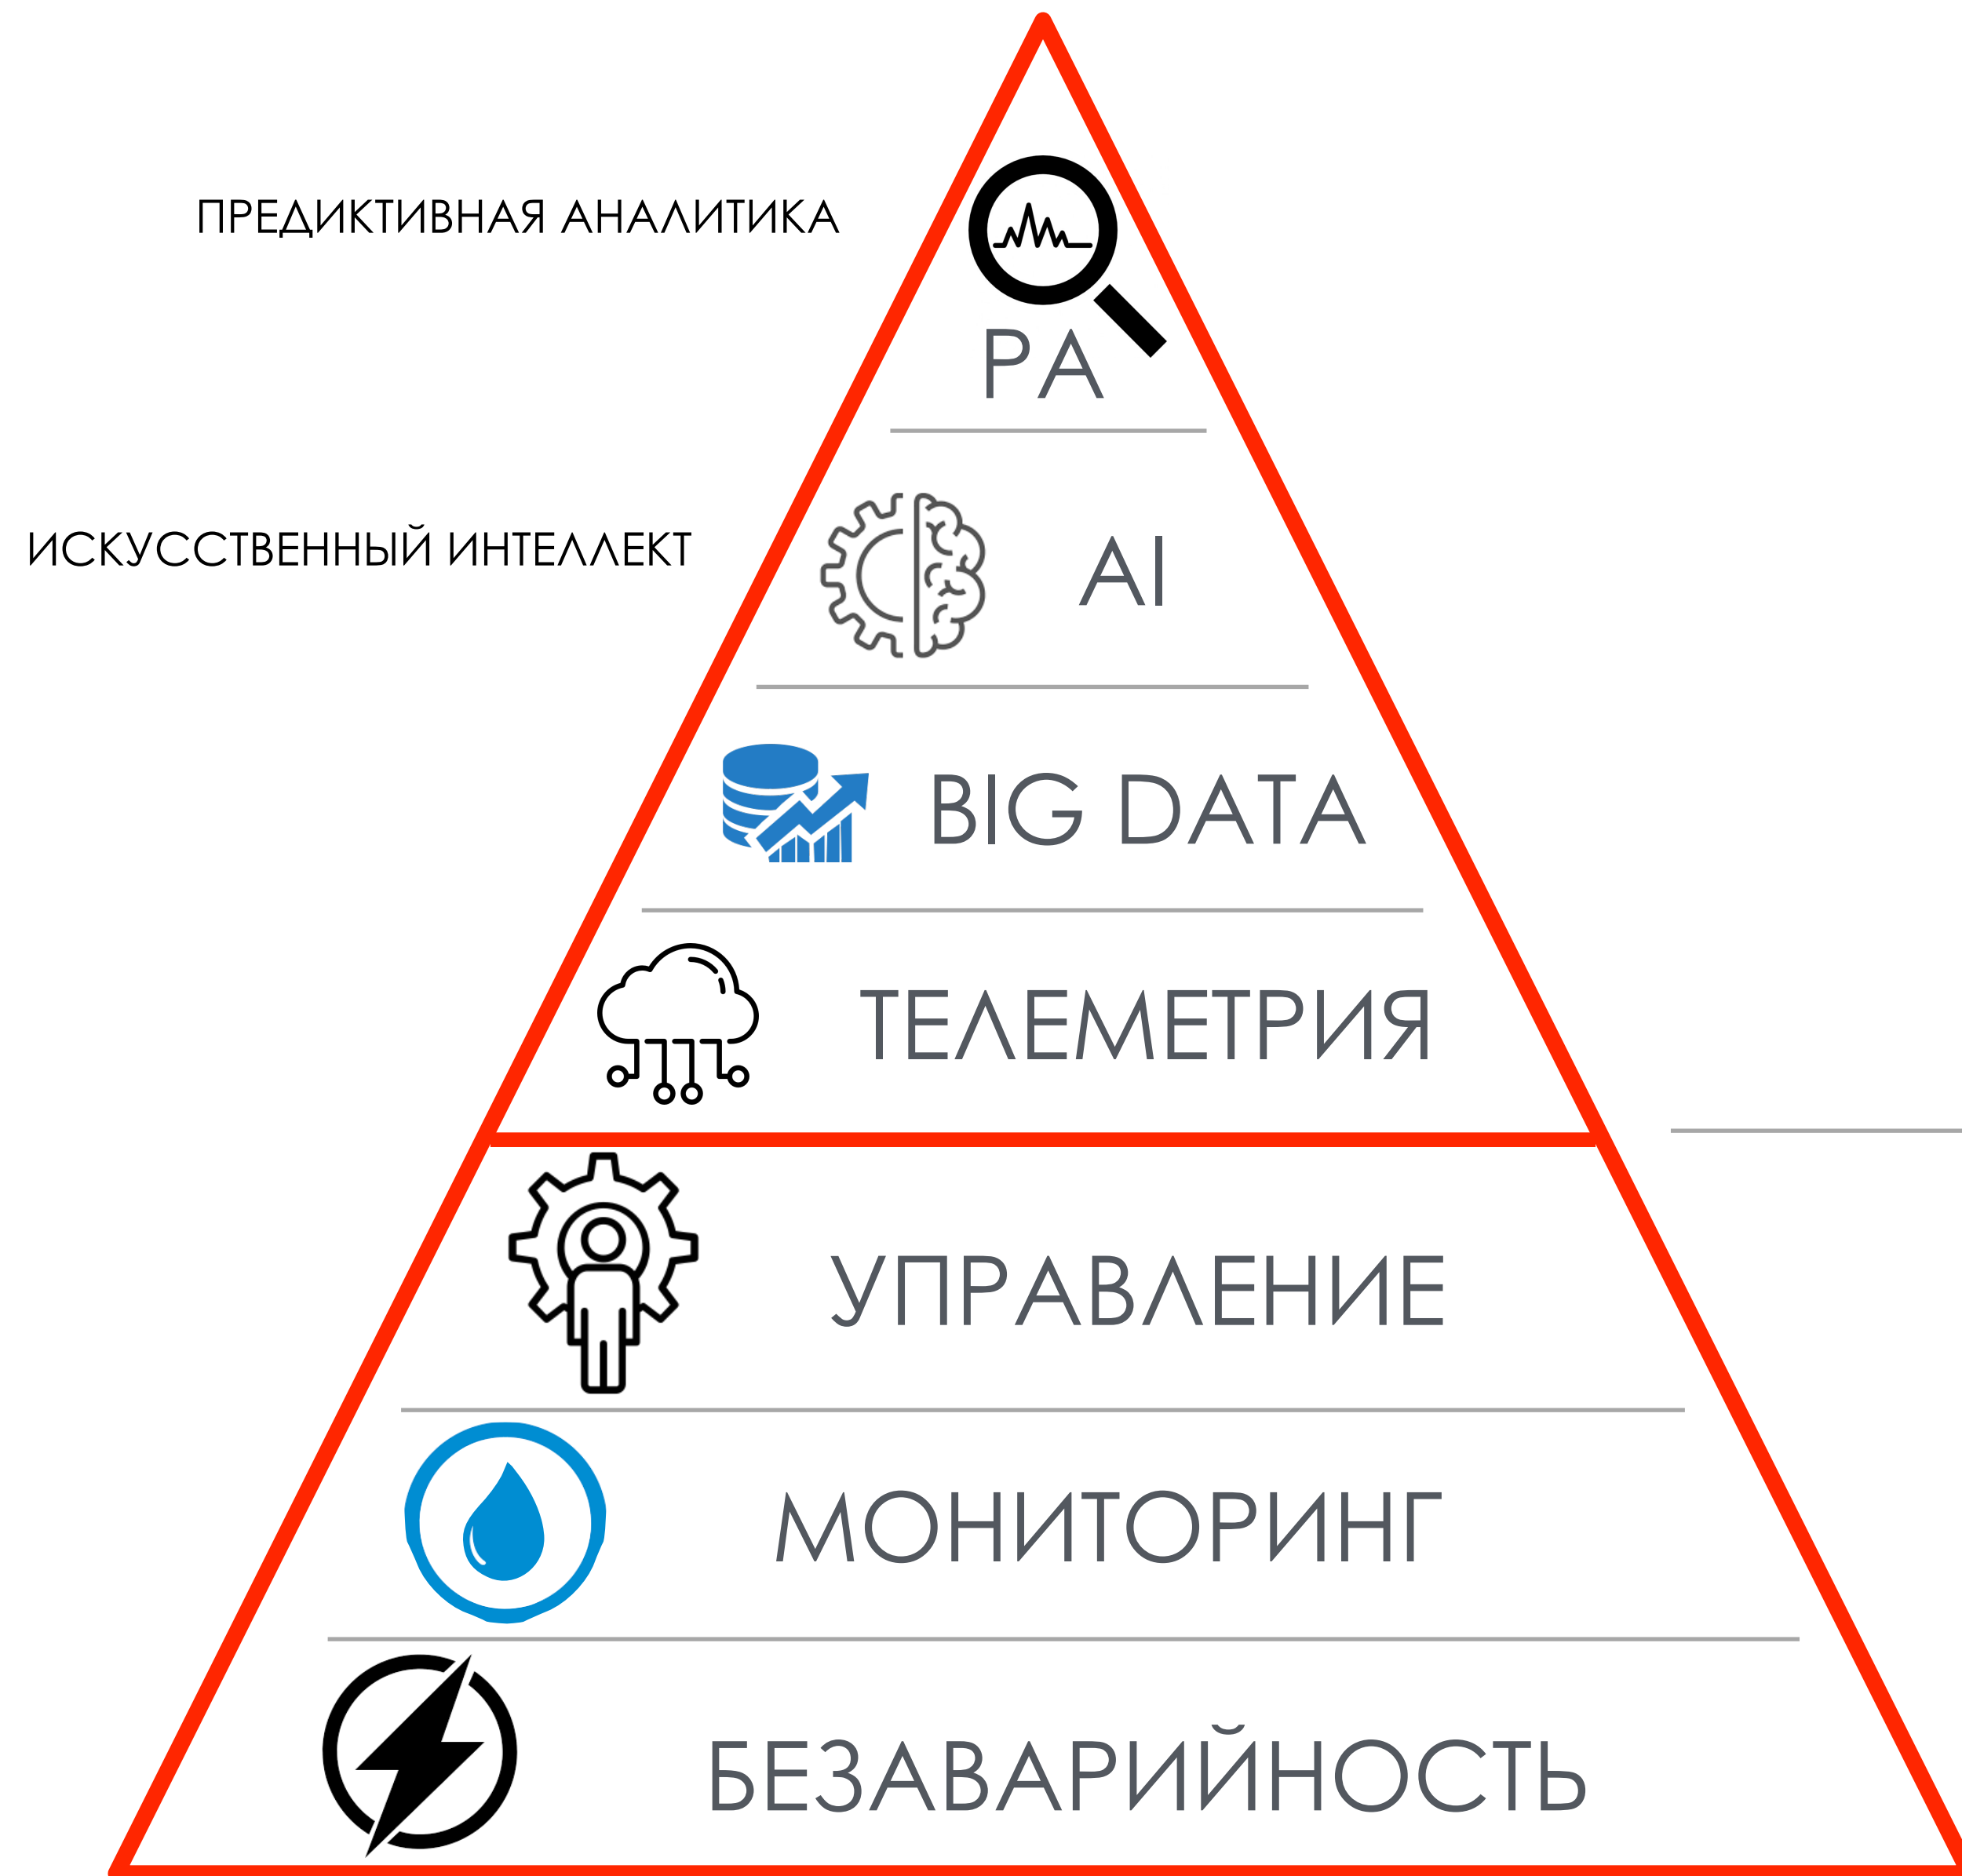 ПРЕДИКТИВНАЯ АНАЛИТИКА
PA
ИСКУССТВЕННЫЙ ИНТЕЛЛЕКТ
AI
BIG DATA
ТЕЛЕМЕТРИЯ
УПРАВЛЕНИЕ
МОНИТОРИНГ
БЕЗАВАРИЙНОСТЬ